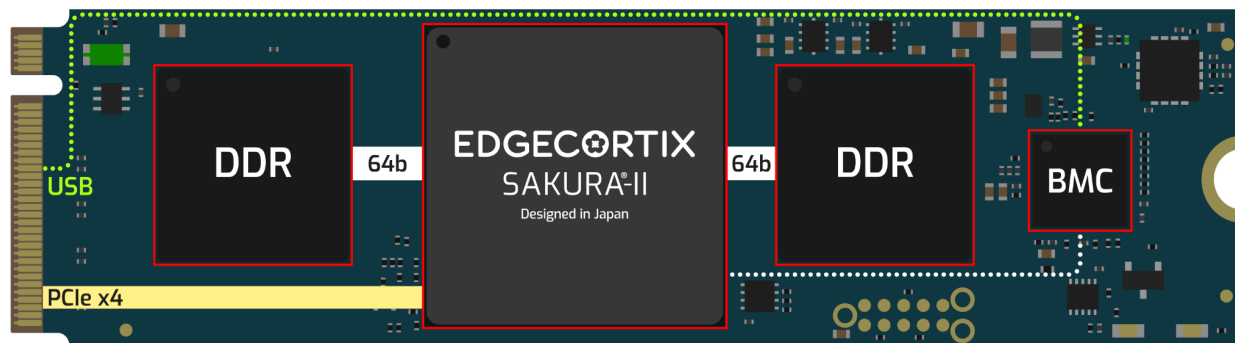 DDR
64b
EDGECORTIX
SAKURA®-II
Designed in Japan
64b
DDR
BMC
USB
PCIe x4